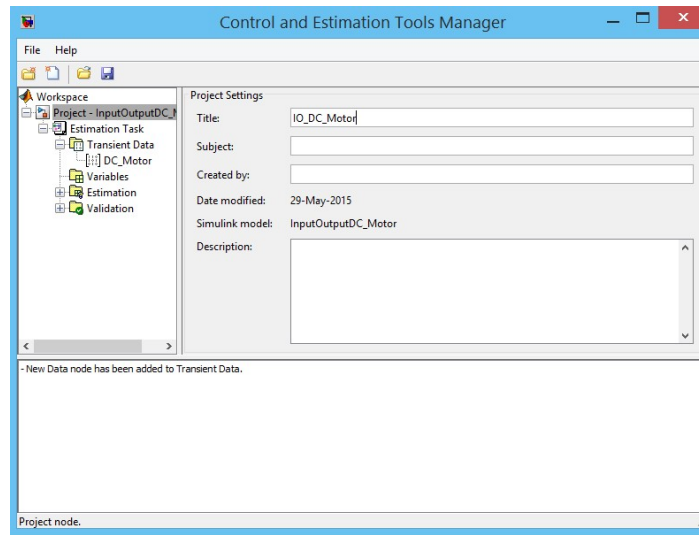 Control and Estimation Tools Manager
File Help
Workspace
Project - InputOutputDC_
Estimation Task
Transient Data
DC_Motor
Variables
Estimation
Validation
Project Settings
Title: IO_DC_Motor
Subject:
Created by:
Date modified: 29-May-2015
Simulink model: InputOutputDC_Motor
Description:
- New Data node has been added to Transient Data.
Project node.